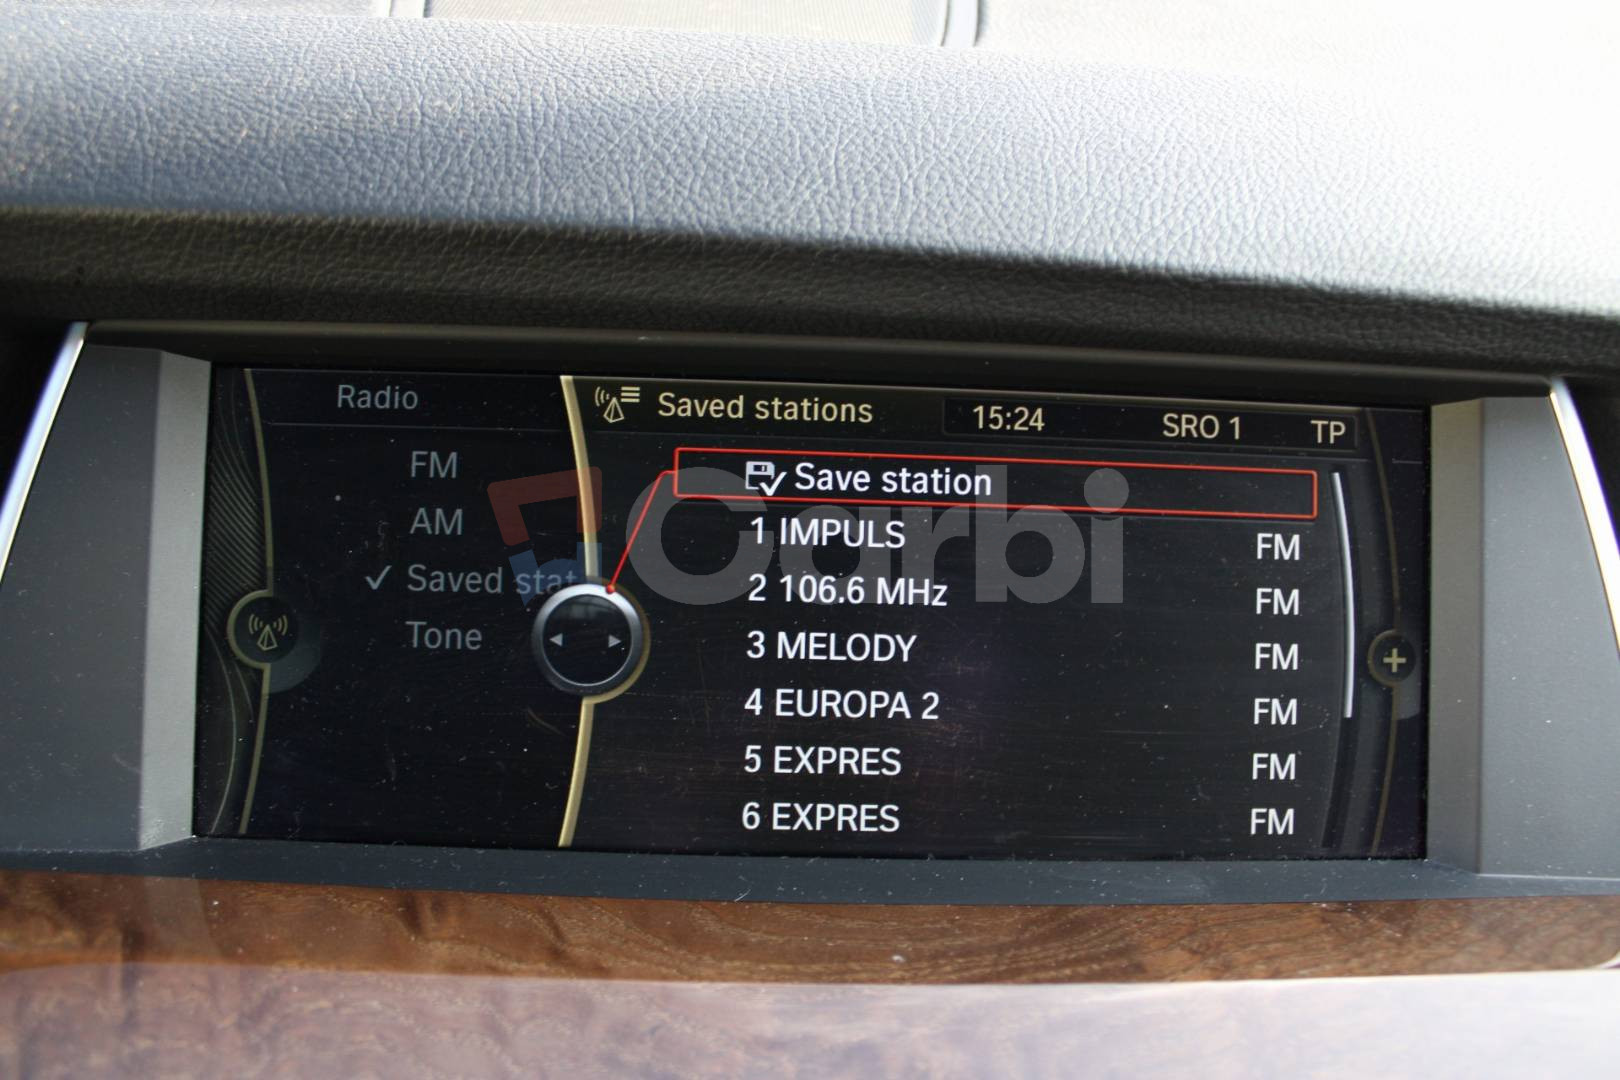 Radio
Saved stations
15:24
SRO 1
TP
FM
AM
Saved stat
Tone
Save station
1 IMPULS FM
2 106.6 MHz FM
3 MELODY FM
4 EUROPA 2 FM
5 EXPRES FM
6 EXPRES FM
Carbi